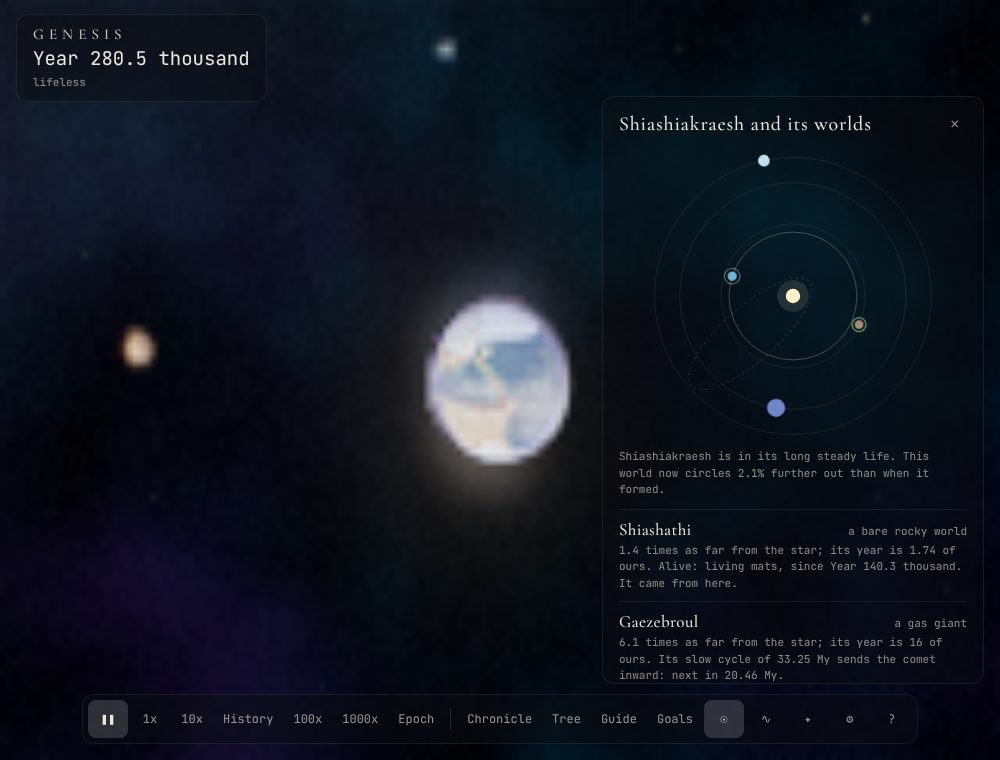 GENESIS
Year 280.5 thousand
lifeless
Shiashiakraesh and its worlds
×
Shiashiakraesh is in its long steady life. This
world now circles 2.1% further out than when it
formed.
Shiashathi a bare rocky world
1.4 times as far from the star; its year is 1.74 of
ours. Alive: living mats, since Year 140.3 thousand.
It came from here.
Gaezebroul a gas giant
6.1 times as far from the star; its year is 16 of
ours. Its slow cycle of 33.25 My sends the comet
inward: next in 20.46 My.
1x 10x History 100x 1000x Epoch Chronicle Tree Guide Goals ?